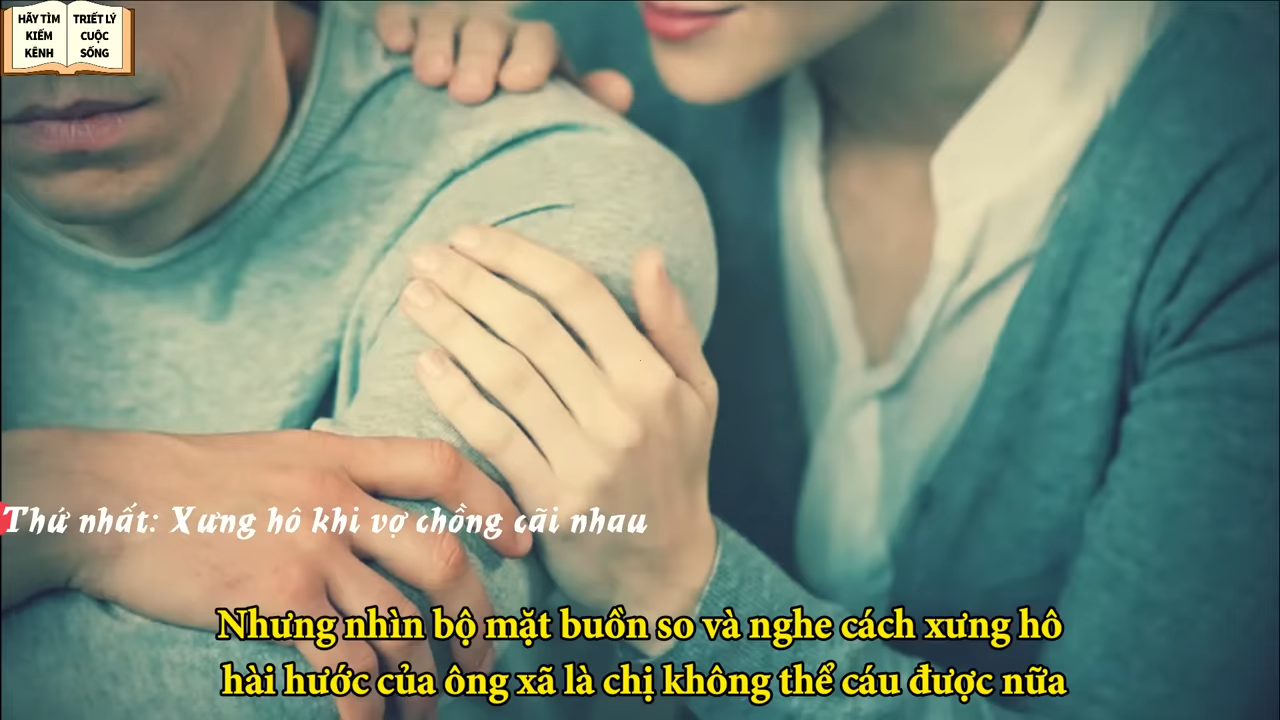 HÃY TÌM
KIẾM
KÊNH
TRIẾT LÝ
CUỘC
SỐNG
Thứ nhất: Xưng hô khi vợ chồng cãi nhau
Nhưng nhìn bộ mặt buồn so và nghe cách xưng hô
hài hước của ông xã là chị không thể cáu được nữa